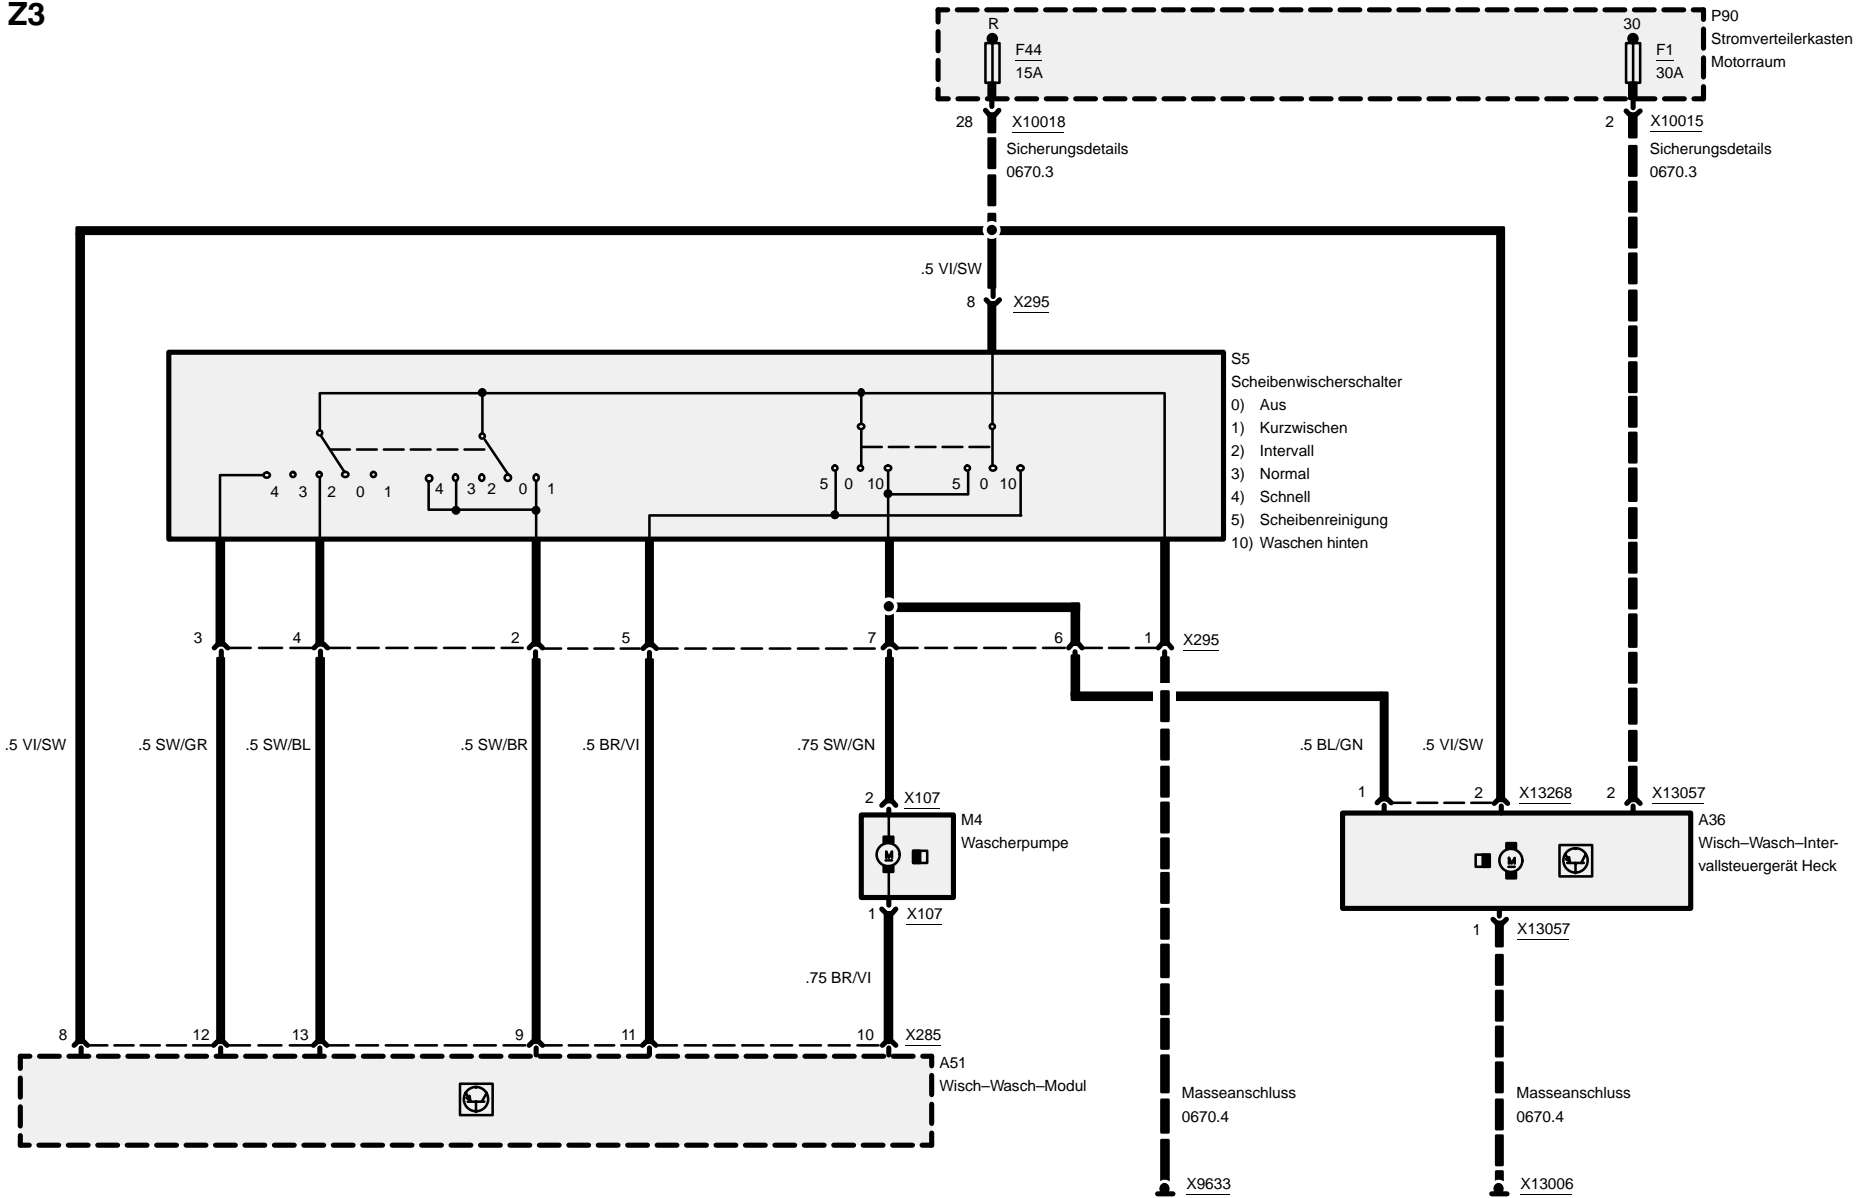 Z3
R
F44
15A
30
F1
30A
P90
Stromverteilerkasten
Motorraum
28 X10018
Sicherungsdetails
0670.3
2 X10015
Sicherungsdetails
0670.3
.5 VI/SW
8 X295
S5
Scheibenwischerschalter
0) Aus
1) Kurzwischen
2) Intervall
3) Normal
4) Schnell
5) Scheibenreinigung
10) Waschen hinten
4 3 2 0 1
4 3 2 0 1
5 0 10
5 0 10
3 4 2 5 7 6 1 X295
.5 VI/SW .5 SW/GR .5 SW/BL .5 SW/BR .5 BR/VI .75 SW/GN .5 BL/GN .5 VI/SW
2 X107
M4
Wascherpumpe
M
1 X107
.75 BR/VI
1 2 X13268 2 X13057
A36
Wisch–Wasch–Inter-
vallsteuergerät Heck
M
1 X13057
8 12 13 9 11 10 X285
A51
Wisch–Wasch–Modul
Masseanschluss
0670.4
X9633
Masseanschluss
0670.4
X13006